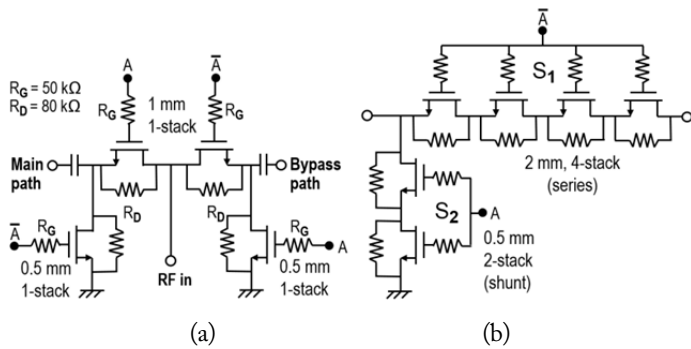 R_G = 50 kΩ
R_D = 80 kΩ
A
A̅
R_G
1 mm
1-stack
R_G
Main
path
Bypass
path
R_D
R_D
A̅
R_G
0.5 mm
1-stack
RF in
R_G
A
0.5 mm
1-stack
(a)
A̅
S_1
2 mm, 4-stack
(series)
S_2
A
0.5 mm
2-stack
(shunt)
(b)